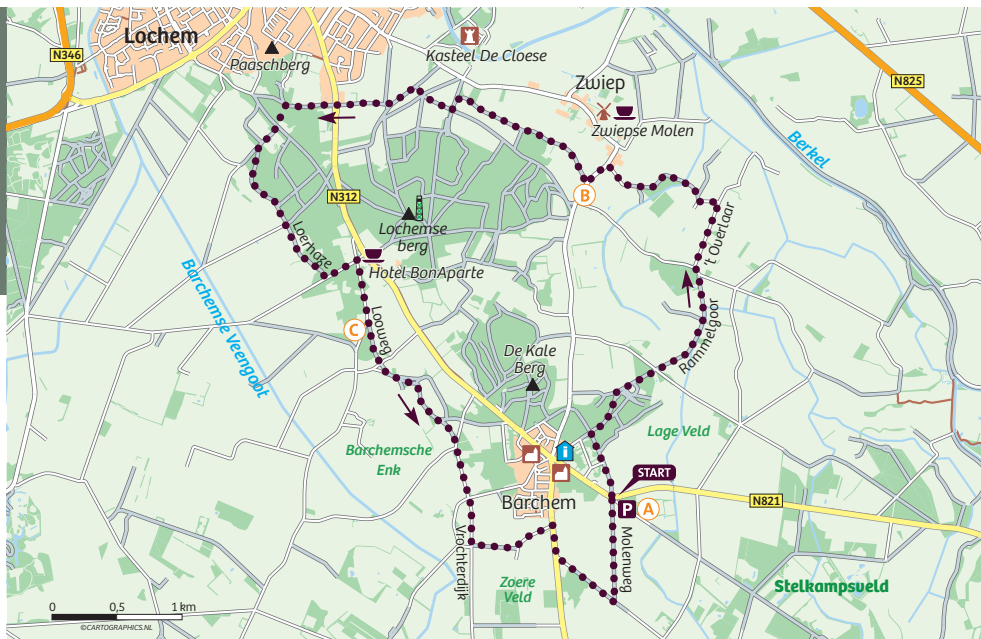 Lochem
N346
Paaschberg
Kasteel De Cloese
Zwiep
N825
Zwiepse Molen
Berkel
B
N312
Lochemse
berg
't Overlaar
Loerhaze
Hotel BonAparte
Barchemse Veengoot
C
Looweg
Rammelgoor
De Kale
Berg
Lage Veld
Barchemsche
Enk
i
START
Barchem
P
A
N821
Vrochterdijk
Molenweg
Zoere
Veld
Stelkampsveld
0 0,5 1 km
©CARTOGRAPHICS.NL